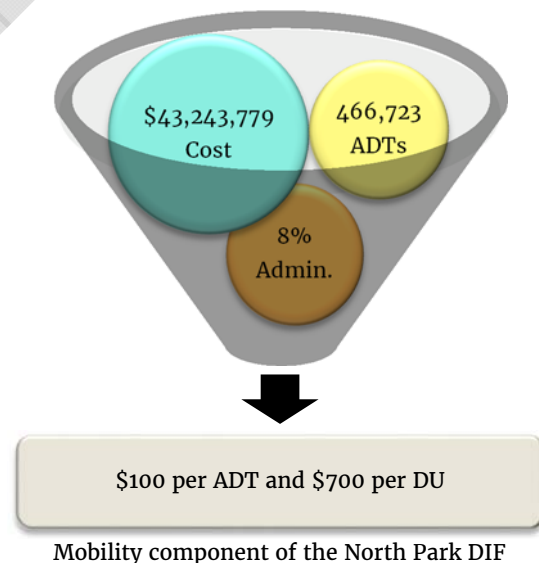 $43,243,779
Cost
466,723
ADTs
8%
Admin.
$100 per ADT and $700 per DU
Mobility component of the North Park DIF